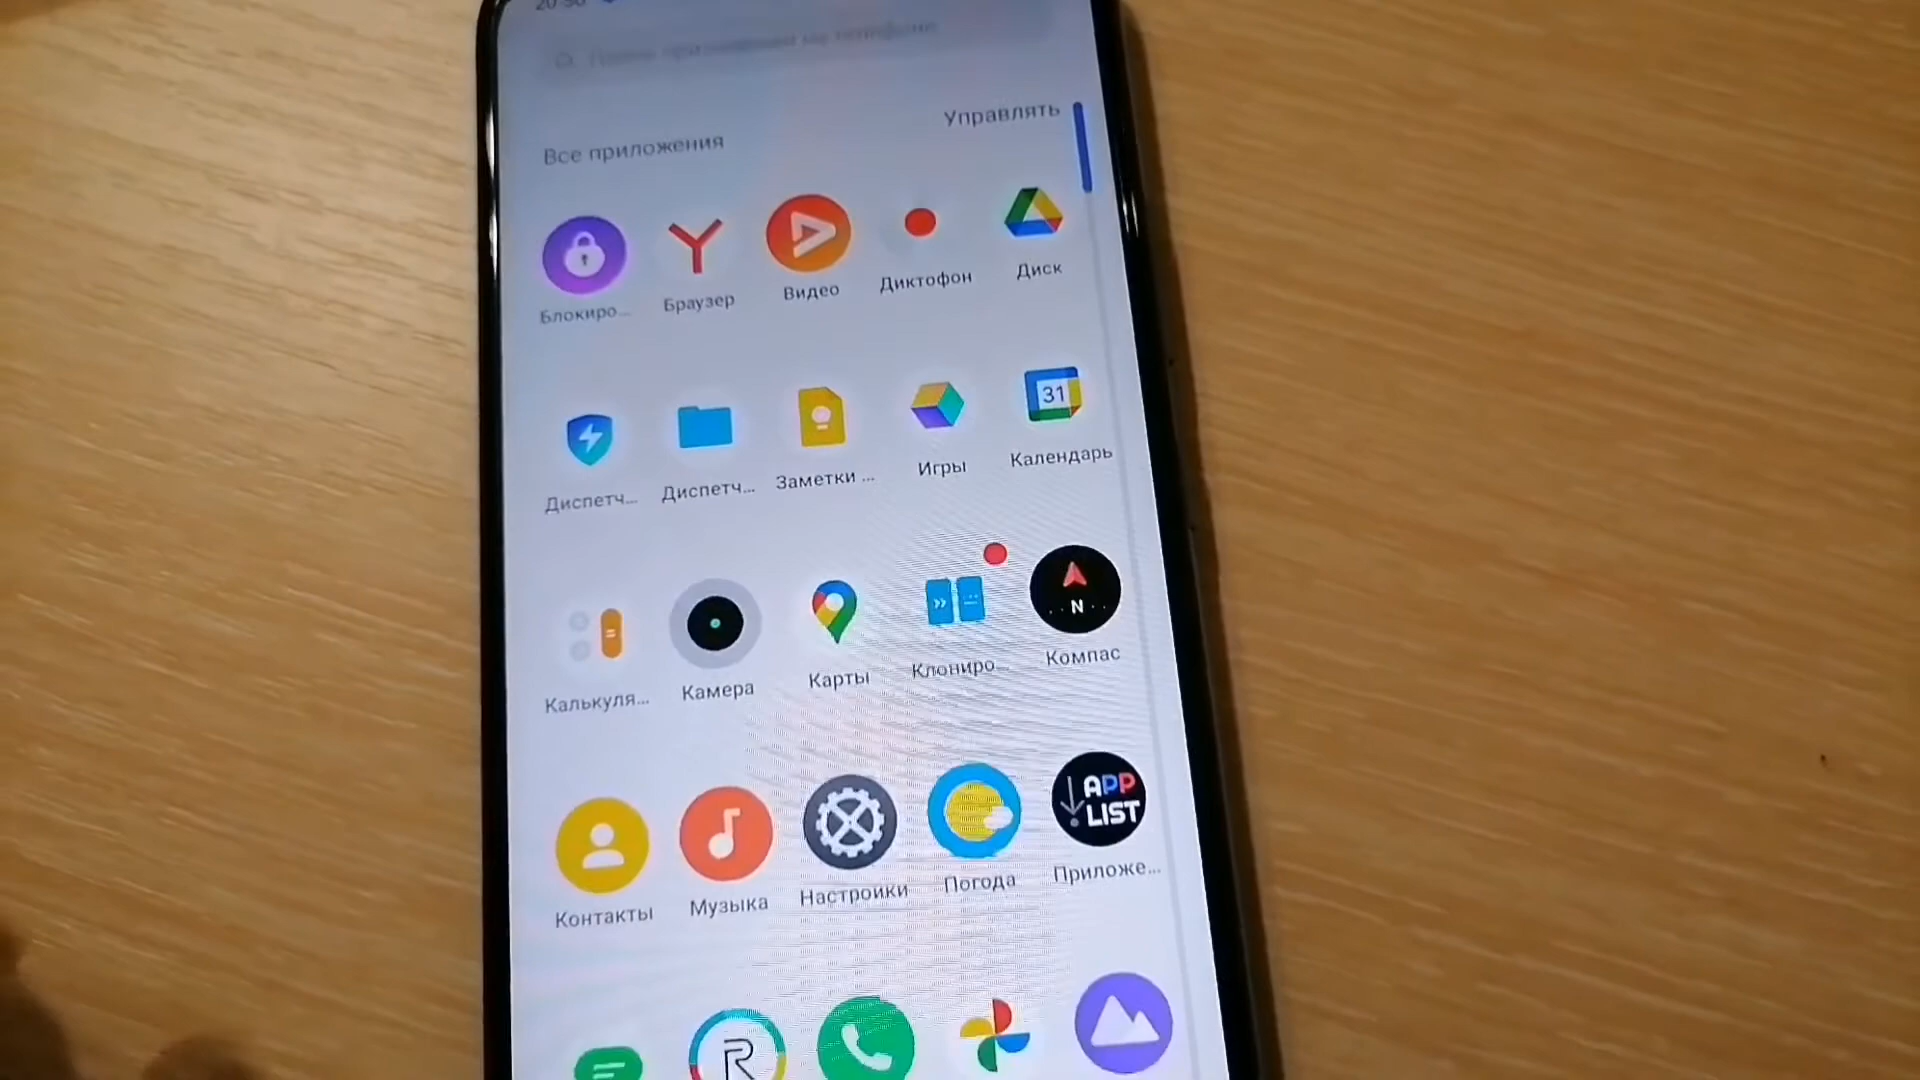 Все приложения
Управлять
Блокиро...
Браузер
Видео
Диктофон
Диск
Диспетч...
Диспетч...
Заметки ...
Игры
31
Календарь
Калькуля...
Камера
Карты
Клониро...
N
Компас
Контакты
Музыка
Настройки
Погода
APP
LIST
Приложе...
R